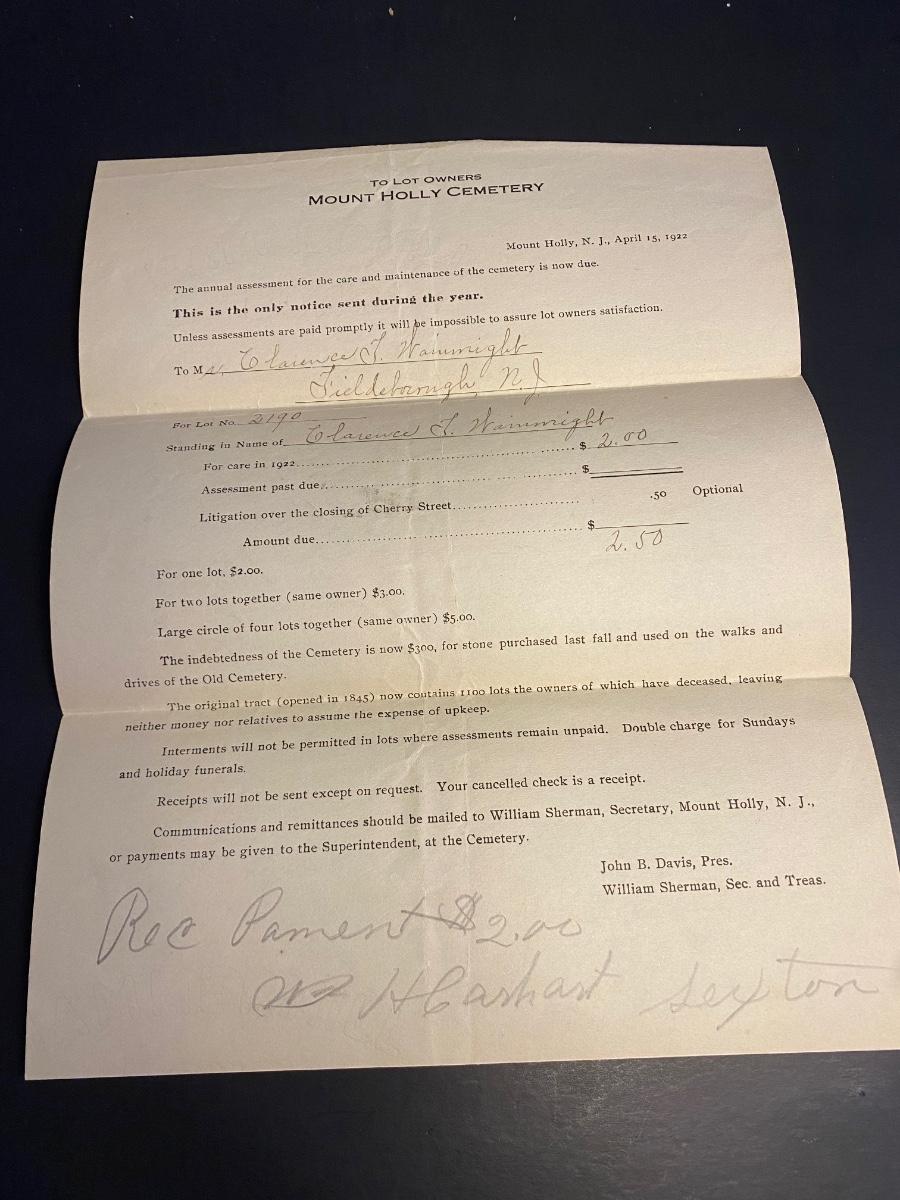 TO LOT OWNERS
MOUNT HOLLY CEMETERY
Mount Holly, N. J., April 15, 1922
The annual assessment for the care and maintenance of the cemetery is now due.
This is the only notice sent during the year.
Unless assessments are paid promptly it will be impossible to assure lot owners satisfaction.
To Mr. Clarence T. Wainwright
Fieldsborough, N.J.
For Lot No. 2190
Standing in Name of Clarence T. Wainwright
For care in 1922 $ 2.00
Assessment past due $
Litigation over the closing of Cherry Street .50 Optional
Amount due $ 2.50
For one lot, $2.00.
For two lots together (same owner) $3.00.
Large circle of four lots together (same owner) $5.00.
The indebtedness of the Cemetery is now $300, for stone purchased last fall and used on the walks and
drives of the Old Cemetery.
The original tract (opened in 1845) now contains 1100 lots the owners of which have deceased, leaving
neither money nor relatives to assume the expense of upkeep.
Interments will not be permitted in lots where assessments remain unpaid. Double charge for Sundays
and holiday funerals.
Receipts will not be sent except on request. Your cancelled check is a receipt.
Communications and remittances should be mailed to William Sherman, Secretary, Mount Holly, N. J.,
or payments may be given to the Superintendent, at the Cemetery.
John B. Davis, Pres.
William Sherman, Sec. and Treas.
Rec Pament $2.00
H Carhart Sexton